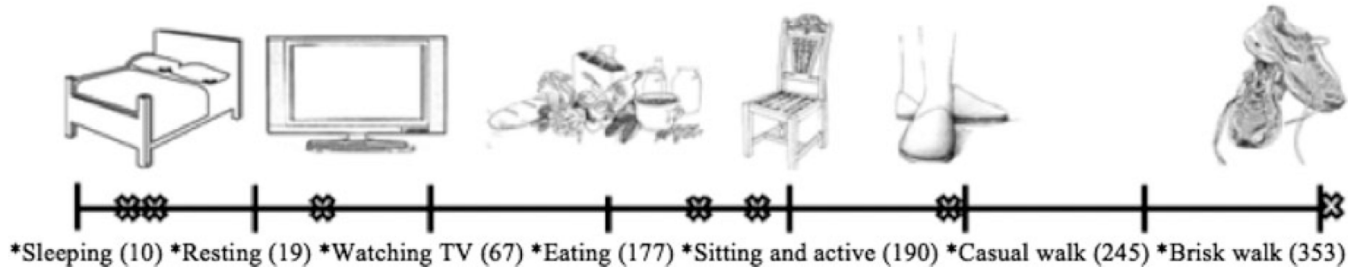 *Sleeping (10) *Resting (19) *Watching TV (67) *Eating (177) *Sitting and active (190) *Casual walk (245) *Brisk walk (353)